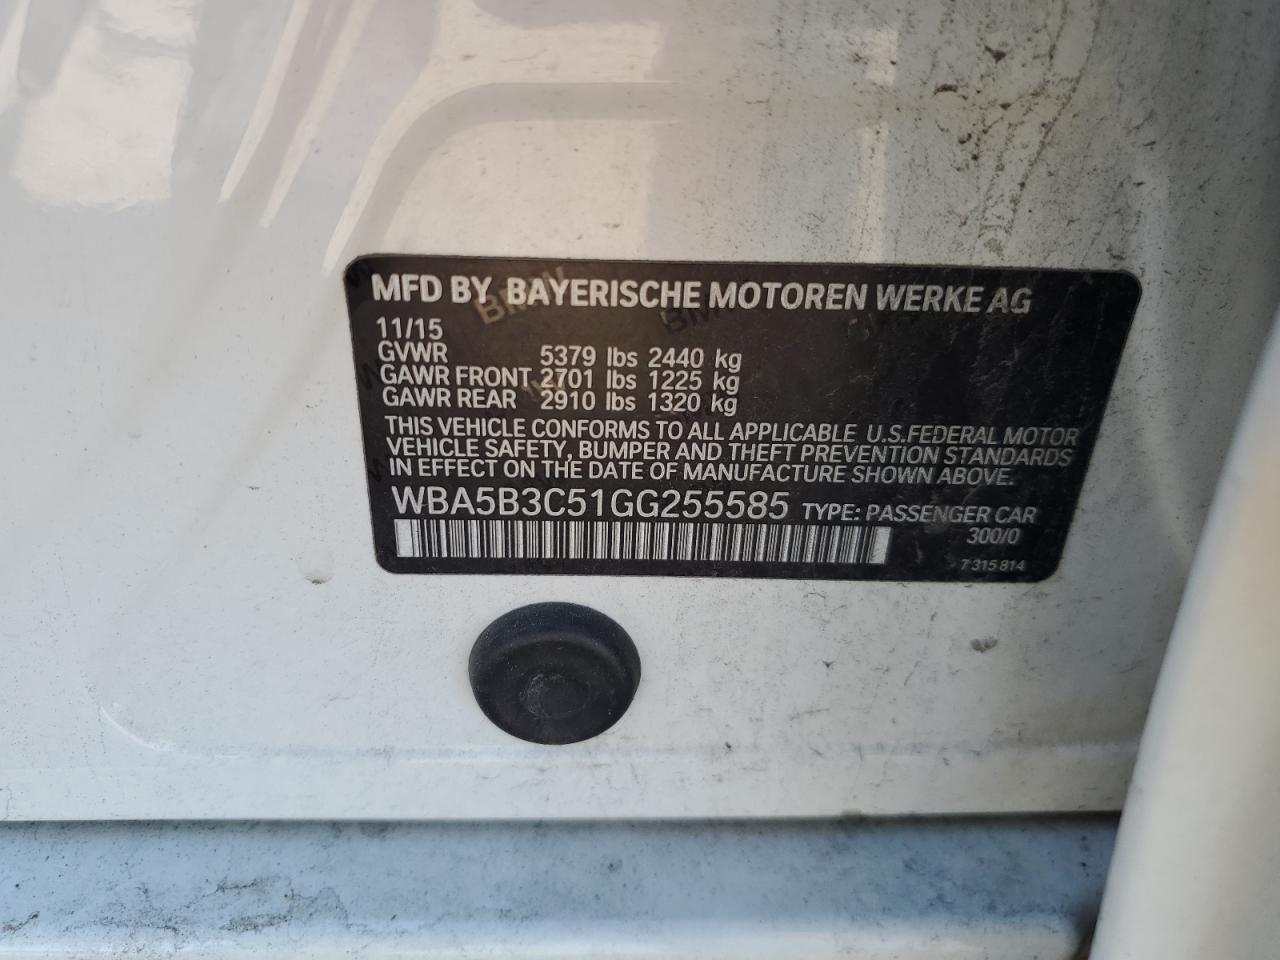 MFD BY BAYERISCHE MOTOREN WERKE AG
11/15
GVWR 5379 lbs 2440 kg
GAWR FRONT 2701 lbs 1225 kg
GAWR REAR 2910 lbs 1320 kg
THIS VEHICLE CONFORMS TO ALL APPLICABLE U.S.FEDERAL MOTOR
VEHICLE SAFETY, BUMPER AND THEFT PREVENTION STANDARDS
IN EFFECT ON THE DATE OF MANUFACTURE SHOWN ABOVE.
WBA5B3C51GG255585 TYPE: PASSENGER CAR
300/0
7 315 814